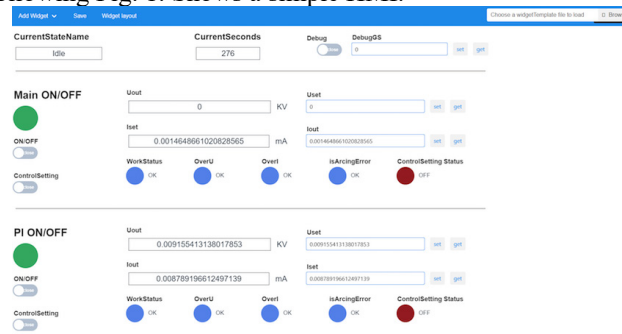 Add Widget Save Widget layout Choose a widgetTemplate file to load Brow
CurrentStateName CurrentSeconds Debug DebugGS
Idle 276 0 set get
Main ON/OFF Uout Uset
0 KV 0 set get
Iset Iout
ON/OFF 0.0014648661020828565 mA 0.0014648661020828565 set get
WorkStatus OverU OverI isArcingError ControlSetting Status
ControlSetting OK OK OK OK OFF
PI ON/OFF Uout Uset
0.009155413138017853 KV 0.009155413138017853 set get
Iout Iset
ON/OFF 0.008789196612497139 mA 0.008789196612497139 set get
WorkStatus OverU OverI isArcingError ControlSetting Status
ControlSetting OK OK OK OK OFF